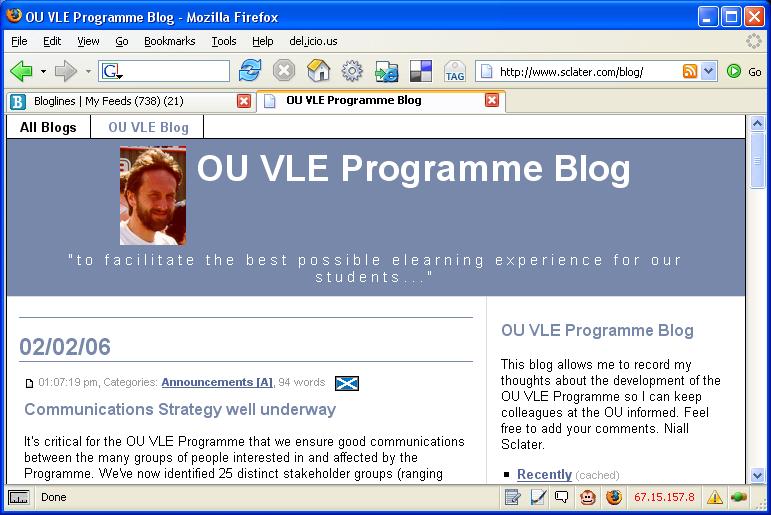 OU VLE Programme Blog - Mozilla Firefox
File Edit View Go Bookmarks Tools Help del.icio.us
G TAG http://www.sclater.com/blog/ Go
B Bloglines | My Feeds (738) (21) OU VLE Programme Blog
All Blogs OU VLE Blog
OU VLE Programme Blog
"to facilitate the best possible elearning experience for our
students..."
02/02/06
01:07:19 pm, Categories: Announcements [A], 94 words
Communications Strategy well underway
It's critical for the OU VLE Programme that we ensure good communications
between the many groups of people interested in and affected by the
Programme. We've now identified 25 distinct stakeholder groups (ranging
OU VLE Programme Blog
This blog allows me to record my
thoughts about the development of the
OU VLE Programme so I can keep
colleagues at the OU informed. Feel
free to add your comments. Niall
Sclater.
Recently (cached)
Done 67.15.157.8